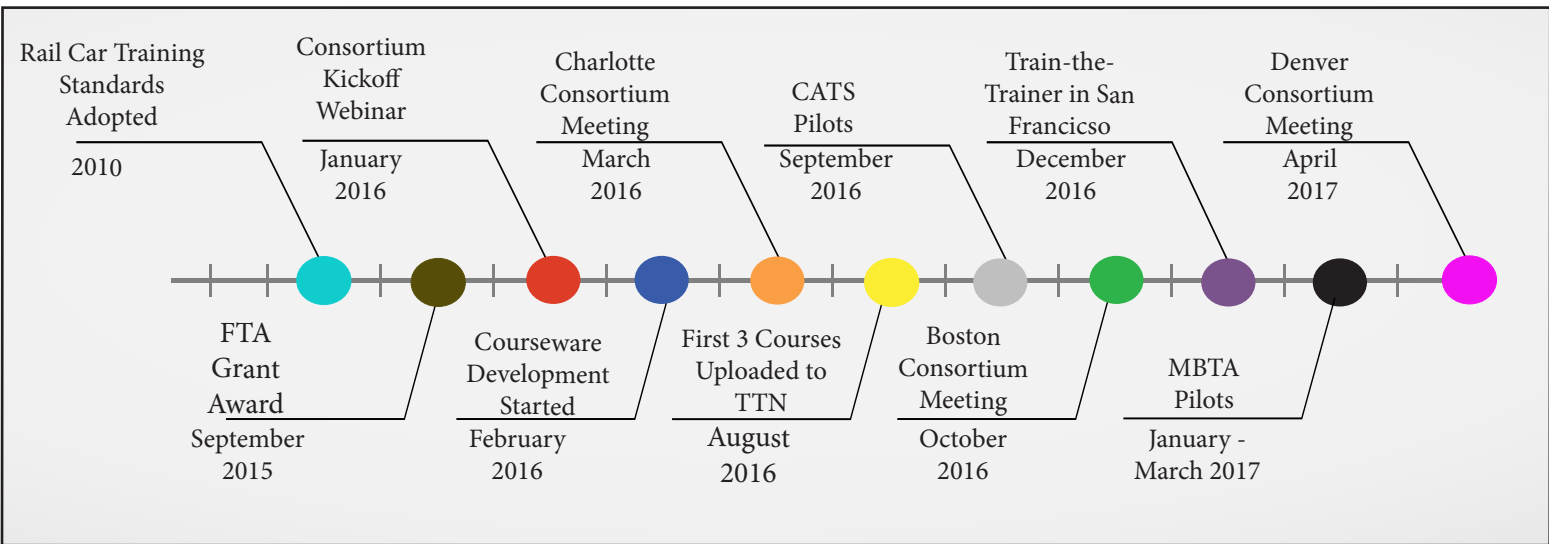 Rail Car Training
Standards
Adopted
2010
FTA
Grant
Award
September
2015
Consortium
Kickoff
Webinar
January
2016
Courseware
Development
Started
February
2016
Charlotte
Consortium
Meeting
March
2016
First 3 Courses
Uploaded to
TTN
August
2016
CATS
Pilots
September
2016
Boston
Consortium
Meeting
October
2016
Train-the-
Trainer in San
Francicso
December
2016
MBTA
Pilots
January -
March 2017
Denver
Consortium
Meeting
April
2017